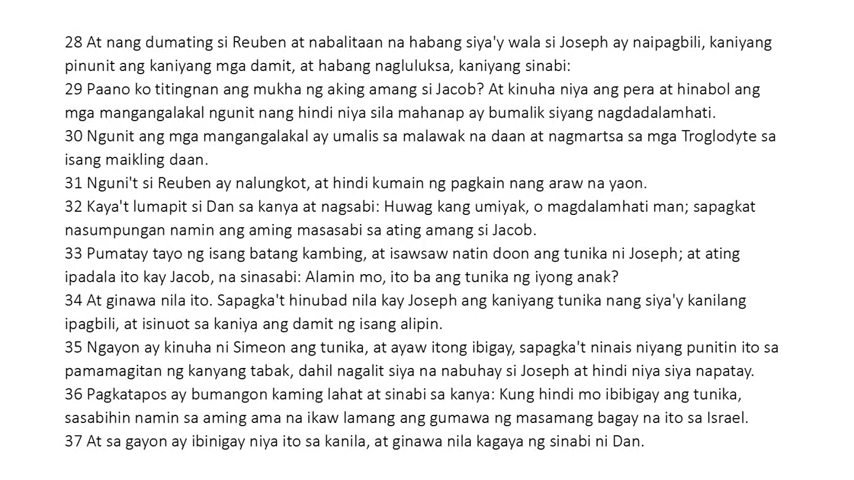 28 At nang dumating si Reuben at nabalitaan na habang siya'y wala si Joseph ay naipagbili, kaniyang
pinunit ang kaniyang mga damit, at habang nagluluksa, kaniyang sinabi:
29 Paano ko titingnan ang mukha ng aking amang si Jacob? At kinuha niya ang pera at hinabol ang
mga mangangalakal ngunit nang hindi niya sila mahanap ay bumalik siyang nagdadalamhati.
30 Ngunit ang mga mangangalakal ay umalis sa malawak na daan at nagmartsa sa mga Troglodyte sa
isang maikling daan.
31 Nguni't si Reuben ay nalungkot, at hindi kumain ng pagkain nang araw na yaon.
32 Kaya't lumapit si Dan sa kanya at nagsabi: Huwag kang umiyak, o magdalamhati man; sapagkat
nasumpungan namin ang aming masasabi sa ating amang si Jacob.
33 Pumatay tayo ng isang batang kambing, at isawsaw natin doon ang tunika ni Joseph; at ating
ipadala ito kay Jacob, na sinasabi: Alamin mo, ito ba ang tunika ng iyong anak?
34 At ginawa nila ito. Sapagka't hinubad nila kay Joseph ang kaniyang tunika nang siya'y kanilang
ipagbili, at isinuot sa kaniya ang damit ng isang alipin.
35 Ngayon ay kinuha ni Simeon ang tunika, at ayaw itong ibigay, sapagka't ninais niyang punitin ito sa
pamamagitan ng kanyang tabak, dahil nagalit siya na nabuhay si Joseph at hindi niya siya napatay.
36 Pagkatapos ay bumangon kaming lahat at sinabi sa kanya: Kung hindi mo ibibigay ang tunika,
sasabihin namin sa aming ama na ikaw lamang ang gumawa ng masamang bagay na ito sa Israel.
37 At sa gayon ay ibinigay niya ito sa kanila, at ginawa nila kagaya ng sinabi ni Dan.